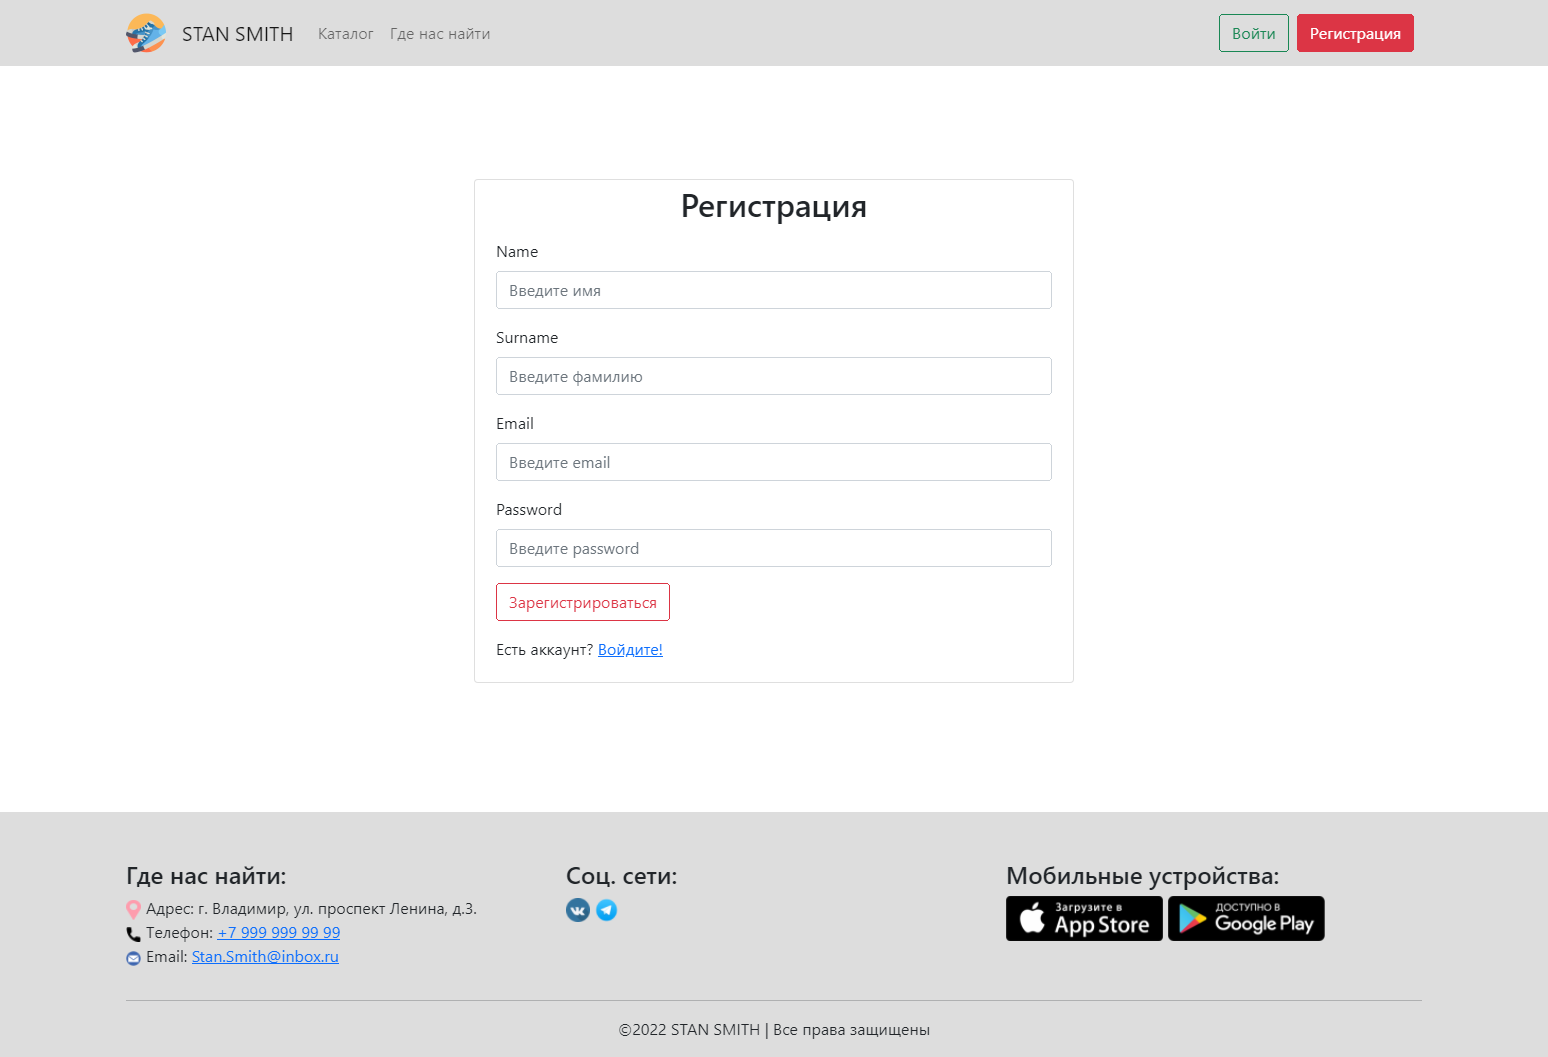 STAN SMITH Каталог Где нас найти Войти Регистрация
Регистрация
Name
Введите имя
Surname
Введите фамилию
Email
Введите email
Password
Введите password
Зарегистрироваться
Есть аккаунт? Войдите!
Где нас найти:
Адрес: г. Владимир, ул. проспект Ленина, д.3.
Телефон: +7 999 999 99 99
Email: Stan.Smith@inbox.ru
Соц. сети:
Мобильные устройства:
Загрузите в
App Store
ДОСТУПНО В
Google Play
©2022 STAN SMITH | Все права защищены